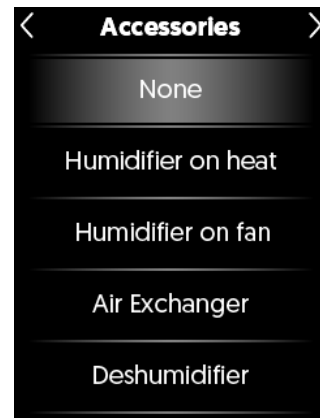 Accessories
None
Humidifier on heat
Humidifier on fan
Air Exchanger
Deshumidifier